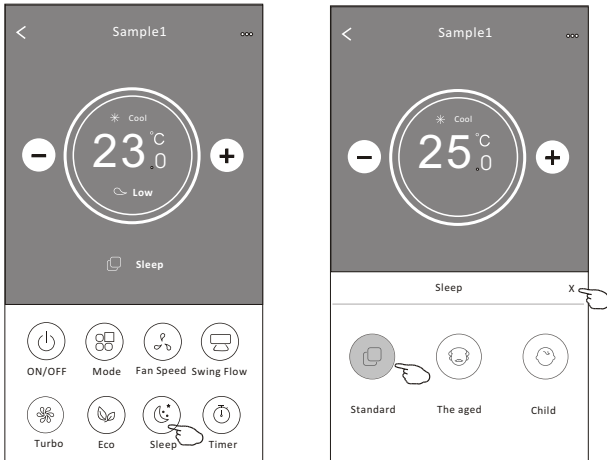 Sample1
Cool
23.0 °C
Low
Sleep
ON/OFF Mode Fan Speed Swing Flow
Turbo Eco Sleep Timer
Sample1
Cool
25.0 °C
Sleep X
Standard The aged Child